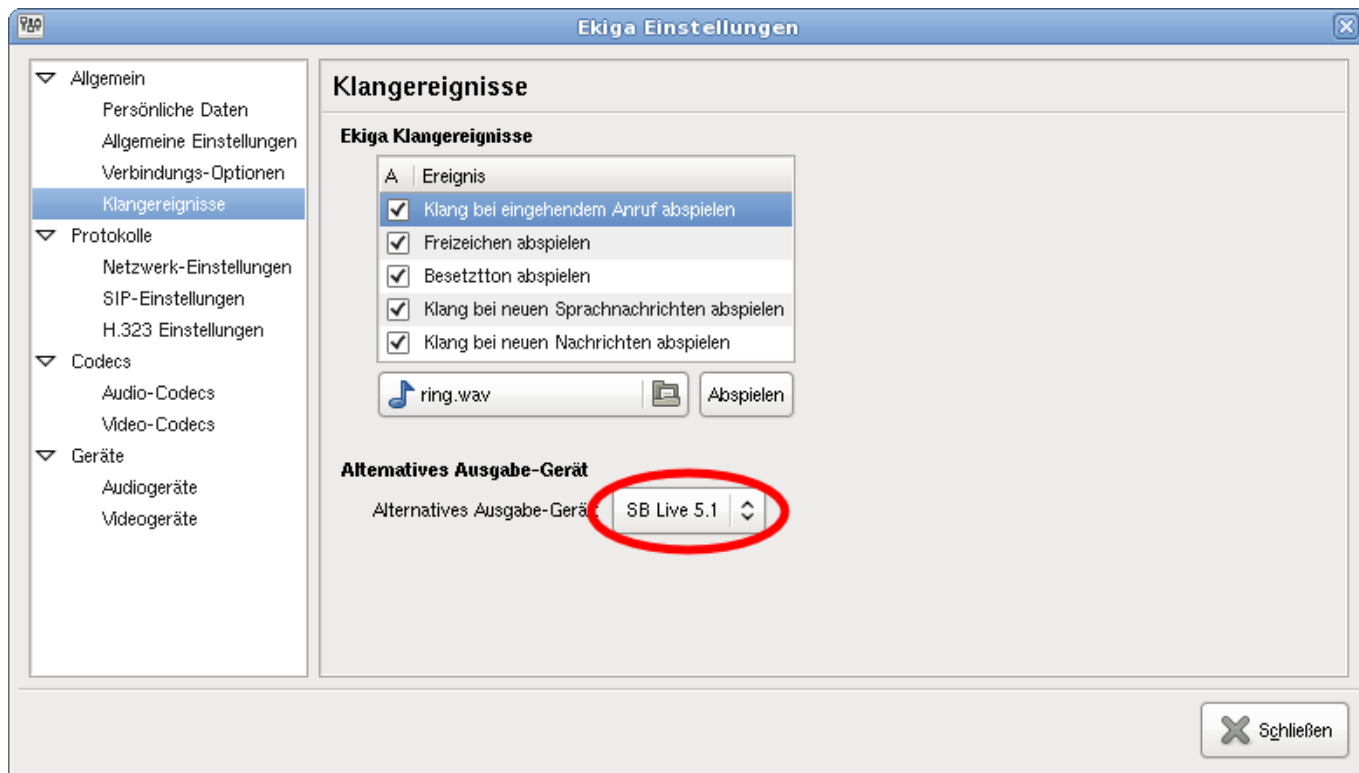 Ekiga Einstellungen
Allgemein
Persönliche Daten
Allgemeine Einstellungen
Verbindungs-Optionen
Klangereignisse
Protokolle
Netzwerk-Einstellungen
SIP-Einstellungen
H.323 Einstellungen
Codecs
Audio-Codecs
Video-Codecs
Geräte
Audiogeräte
Videogeräte
Klangereignisse
Ekiga Klangereignisse
A Ereignis
Klang bei eingehendem Anruf abspielen
Freizeichen abspielen
Besetztton abspielen
Klang bei neuen Sprachnachrichten abspielen
Klang bei neuen Nachrichten abspielen
ring.wav Abspielen
Alternatives Ausgabe-Gerät
Alternatives Ausgabe-Gerät: SB Live 5.1
Schließen